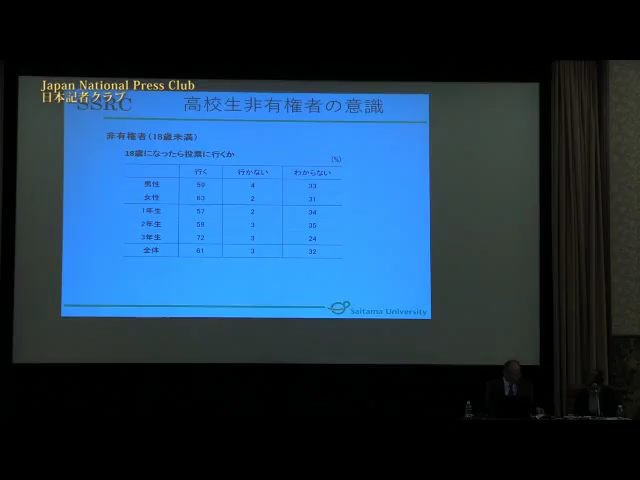 Japan National Press Club
日本記者クラブ
SSRC 高校生非有権者の意識
非有権者(18歳未満)
18歳になったら投票に行くか
(%)
行く 行かない わからない
男性 59 4 33
女性 63 2 31
1年生 57 2 34
2年生 58 3 35
3年生 72 3 24
全体 61 3 32
Saitama University